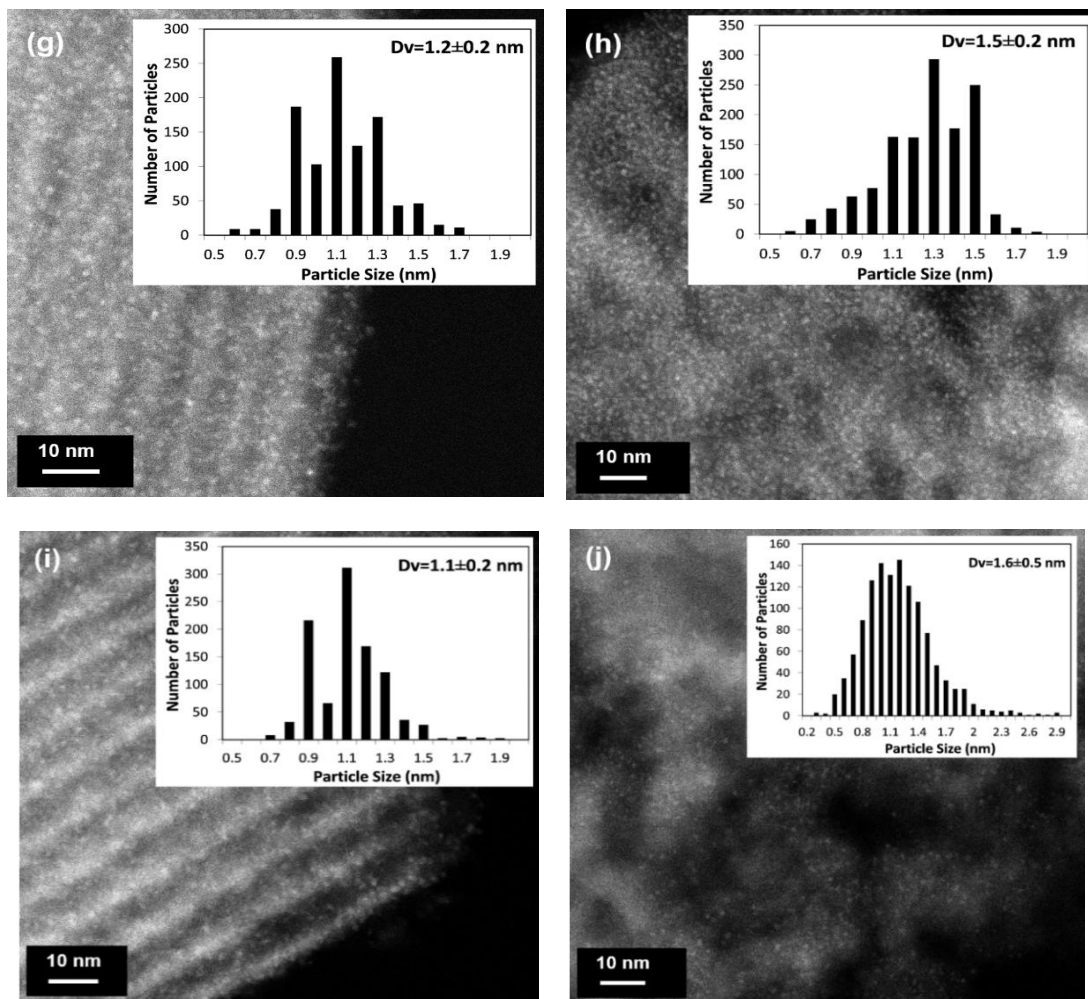 (g)
Dv=1.2±0.2 nm
Number of Particles
300
250
200
150
100
50
0
0.5 0.7 0.9 1.1 1.3 1.5 1.7 1.9
Particle Size (nm)
10 nm
(h)
Dv=1.5±0.2 nm
Number of Particles
350
300
250
200
150
100
50
0
0.5 0.7 0.9 1.1 1.3 1.5 1.7 1.9
Particle Size (nm)
10 nm
(i)
Dv=1.1±0.2 nm
Number of Particles
350
300
250
200
150
100
50
0
0.5 0.7 0.9 1.1 1.3 1.5 1.7 1.9
Particle Size (nm)
10 nm
(j)
Dv=1.6±0.5 nm
Number of Particles
160
140
120
100
80
60
40
20
0
0.2 0.5 0.8 1.1 1.4 1.7 2 2.3 2.6 2.9
Particle Size (nm)
10 nm